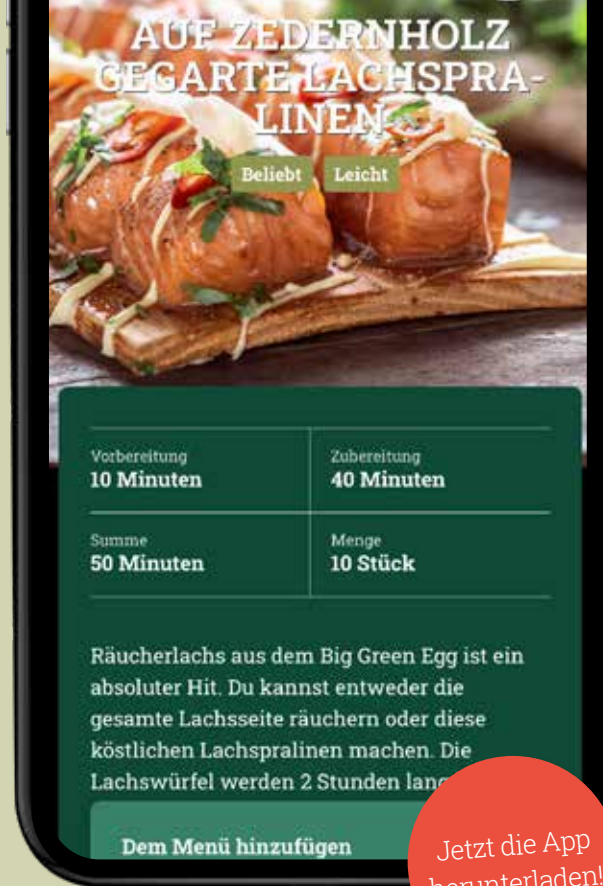 AUF ZEDERNHOLZ
GEGARTE LACHSPRA-
LINEN
Beliebt Leicht
Vorbereitung
10 Minuten
Zubereitung
40 Minuten
Summe
50 Minuten
Menge
10 Stück
Räucherlachs aus dem Big Green Egg ist ein
absoluter Hit. Du kannst entweder die
gesamte Lachsseite räuchern oder diese
köstlichen Lachspralinen machen. Die
Lachswürfel werden 2 Stunden lang
Dem Menü hinzufügen
Jetzt die App
herunterladen!